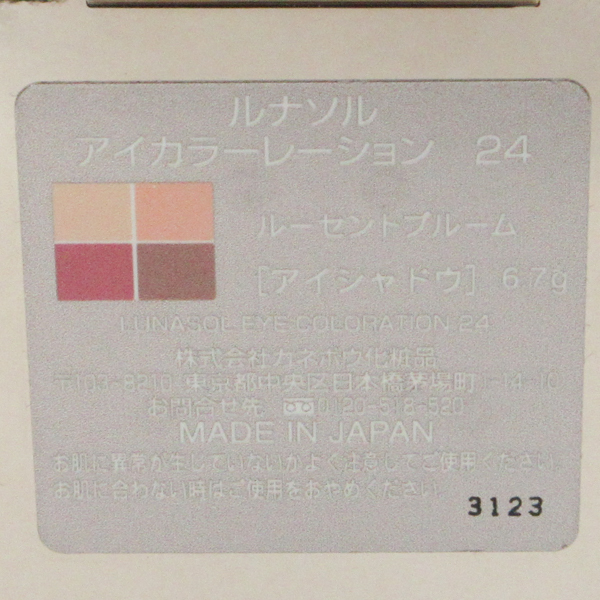 ルナソル
アイカラーレーション 24
ルーセントブルーム
[アイシャドウ] 6.7g
LUNASOL EYE COLORATION 24
株式会社カネボウ化粧品
〒103-8210 東京都中央区日本橋茅場町1-14-10
お問合せ先 0120-518-520
MADE IN JAPAN
お肌に異常が生じていないかよく注意してご使用ください
お肌に合わない時はご使用をおやめください
3123